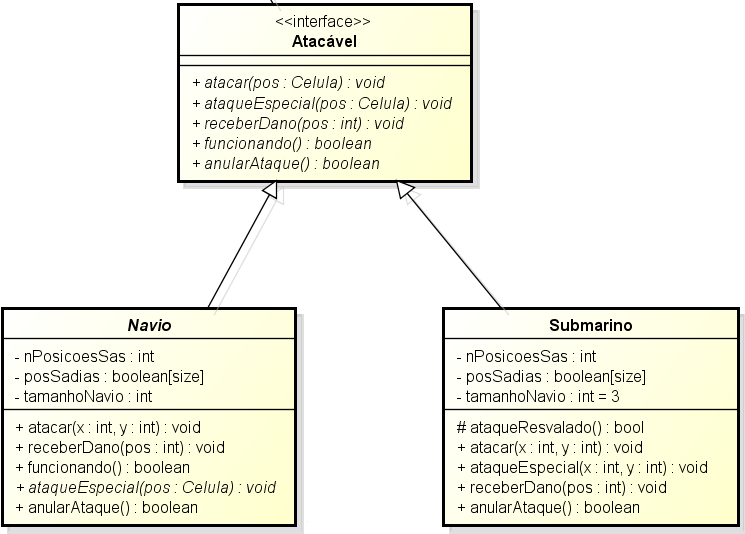 <<interface>>
Atacável
+ atacar(pos : Celula) : void
+ ataqueEspecial(pos : Celula) : void
+ receberDano(pos : int) : void
+ funcionando() : boolean
+ anularAtaque() : boolean
Navio
- nPosicoesSas : int
- posSadias : boolean[size]
- tamanhoNavio : int
+ atacar(x : int, y : int) : void
+ receberDano(pos : int) : void
+ funcionando() : boolean
+ ataqueEspecial(pos : Celula) : void
+ anularAtaque() : boolean
Submarino
- nPosicoesSas : int
- posSadias : boolean[size]
- tamanhoNavio : int = 3
# ataqueResvalado() : bool
+ atacar(x : int, y : int) : void
+ ataqueEspecial(x : int, y : int) : void
+ receberDano(pos : int) : void
+ anularAtaque() : boolean